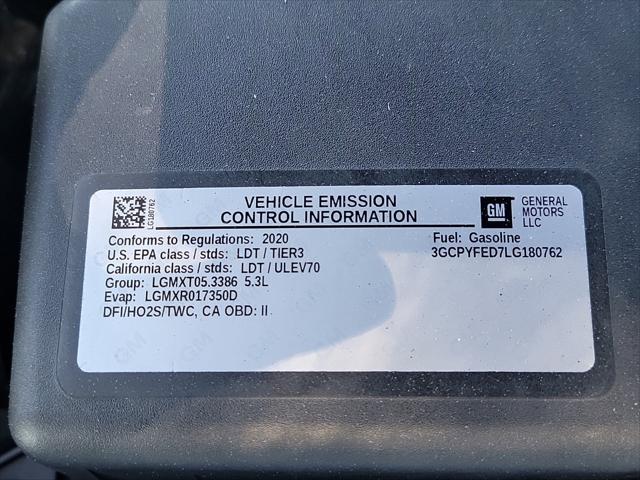 VEHICLE EMISSION
CONTROL INFORMATION
LG180762
GM
GENERAL
MOTORS
LLC
Conforms to Regulations: 2020
U.S. EPA class / stds: LDT / TIER3
California class / stds: LDT / ULEV70
Group: LGMXT05.3386 5.3L
Evap: LGMXR017350D
DFI/HO2S/TWC, CA OBD: II
Fuel: Gasoline
3GCPYFED7LG180762